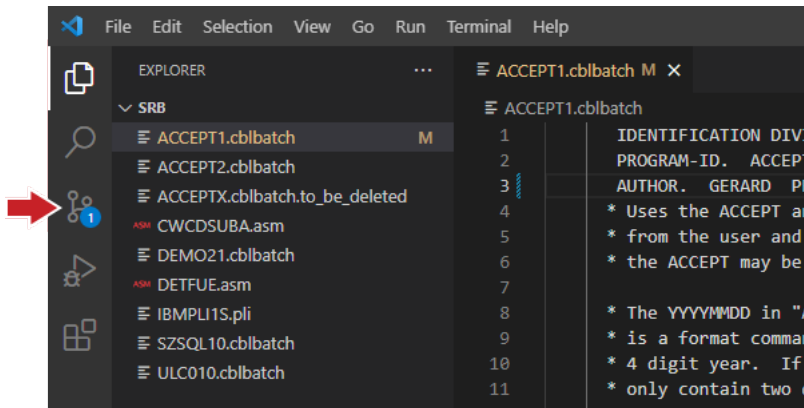 File Edit Selection View Go Run Terminal Help
EXPLORER ...
SRB
ACCEPT1.cblbatch M
ACCEPT2.cblbatch
ACCEPTX.cblbatch.to_be_deleted
ASM CWCDSUBA.asm
DEMO21.cblbatch
ASM DETFUE.asm
IBMPLI1S.pli
SZSQL10.cblbatch
ULC010.cblbatch
1
ACCEPT1.cblbatch M ×
ACCEPT1.cblbatch
1 IDENTIFICATION DIV
2 PROGRAM-ID. ACCEPT
3 AUTHOR. GERARD
4 * Uses the ACCEPT
5 * from the user and
6 * the ACCEPT may be
7
8 * The YYYYMMDD in "
9 * is a format
10 * 4 digit year. If
11 * only contain two